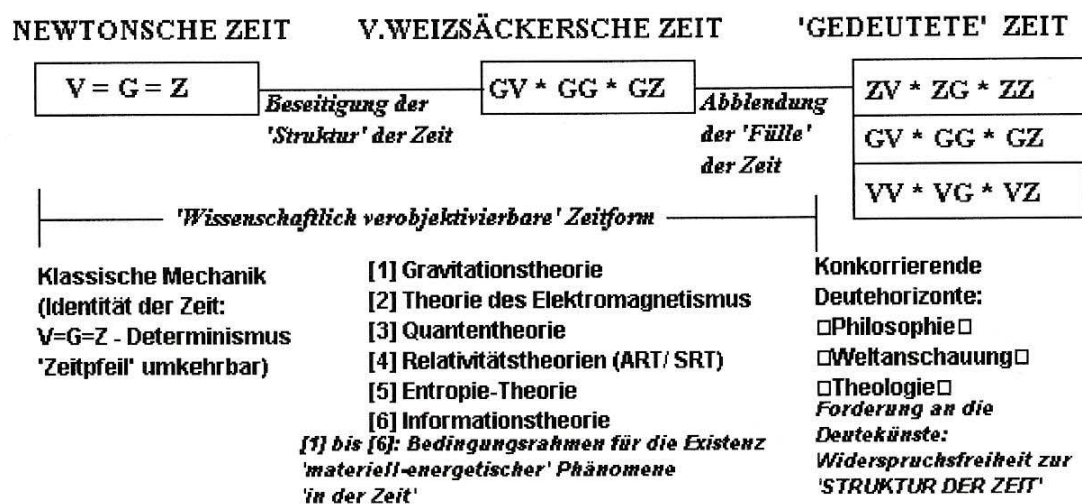 NEWTONSCHE ZEIT
V.WEIZSÄCKERSCHE ZEIT
'GEDEUTETE' ZEIT
V = G = Z
Beseitigung der
'Struktur' der Zeit
GV * GG * GZ
Abblendung
der 'Fülle'
der Zeit
ZV * ZG * ZZ
GV * GG * GZ
VV * VG * VZ
'Wissenschaftlich verobjektivierbare' Zeitform
Klassische Mechanik
(Identität der Zeit:
V=G=Z - Determinismus
'Zeitpfeil' umkehrbar)
[1] Gravitationstheorie
[2] Theorie des Elektromagnetismus
[3] Quantentheorie
[4] Relativitätstheorien (ART/ SRT)
[5] Entropie-Theorie
[6] Informationstheorie
[1] bis [6]: Bedingungsrahmen für die Existenz
'materiell-energetischer' Phänomene
'in der Zeit'
Konkorrierende
Deutehorizonte:
□Philosophie□
□Weltanschauung□
□Theologie□
Forderung an die
Deutekünste:
Widerspruchsfreiheit zur
'STRUKTUR DER ZEIT'